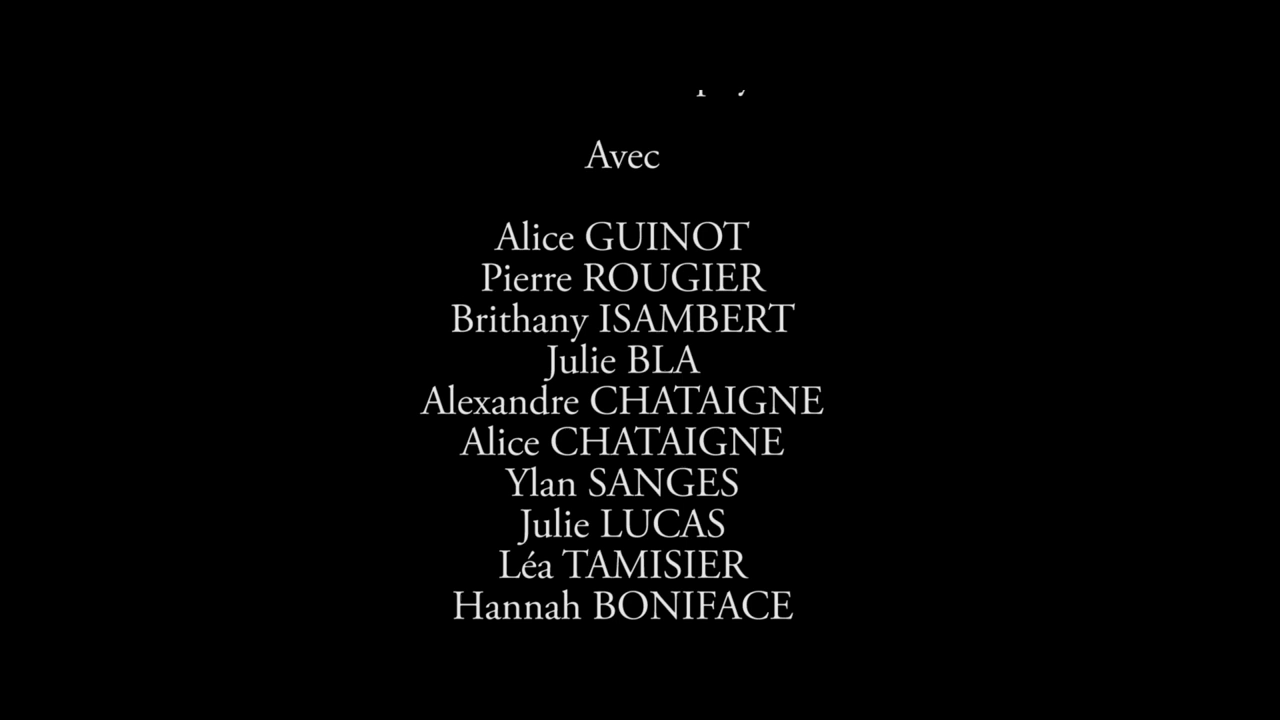 Avec
Alice GUINOT
Pierre ROUGIER
Brithany ISAMBERT
Julie BLA
Alexandre CHATAIGNE
Alice CHATAIGNE
Ylan SANGES
Julie LUCAS
Léa TAMISIER
Hannah BONIFACE